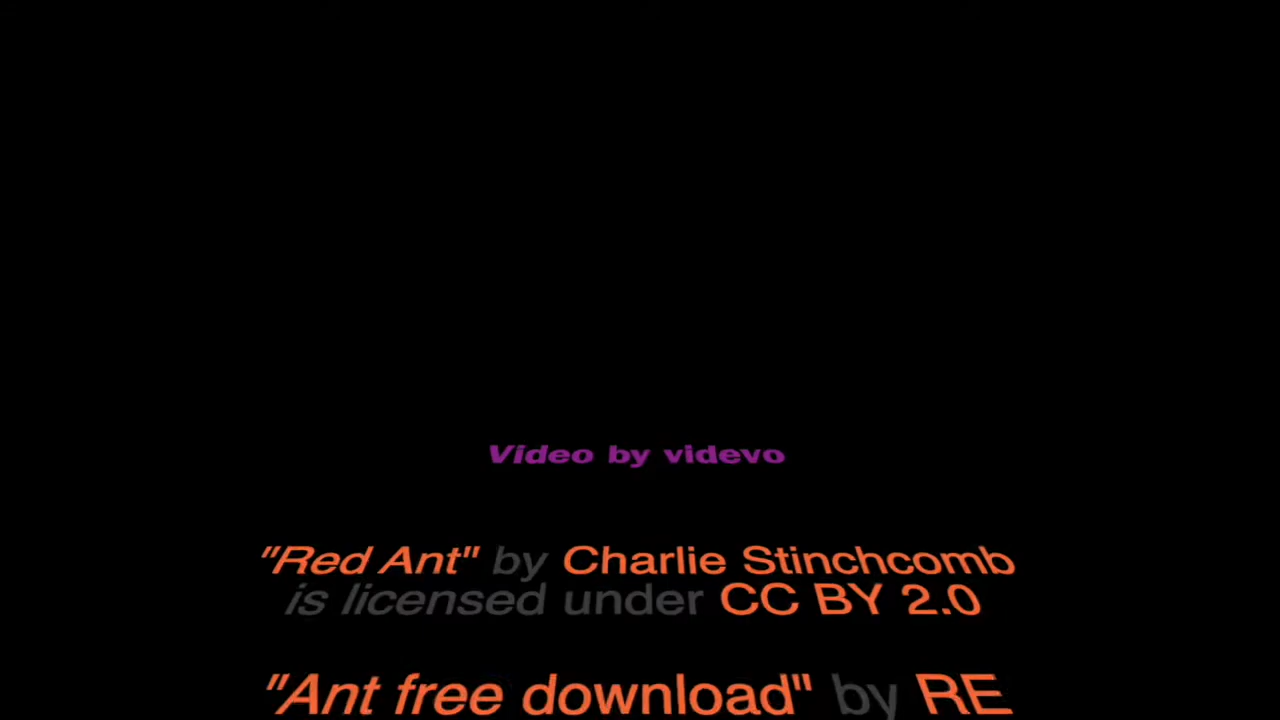 Video by videvo
"Red Ant" by Charlie Stinchcomb
is licensed under CC BY 2.0
"Ant free download" by RE